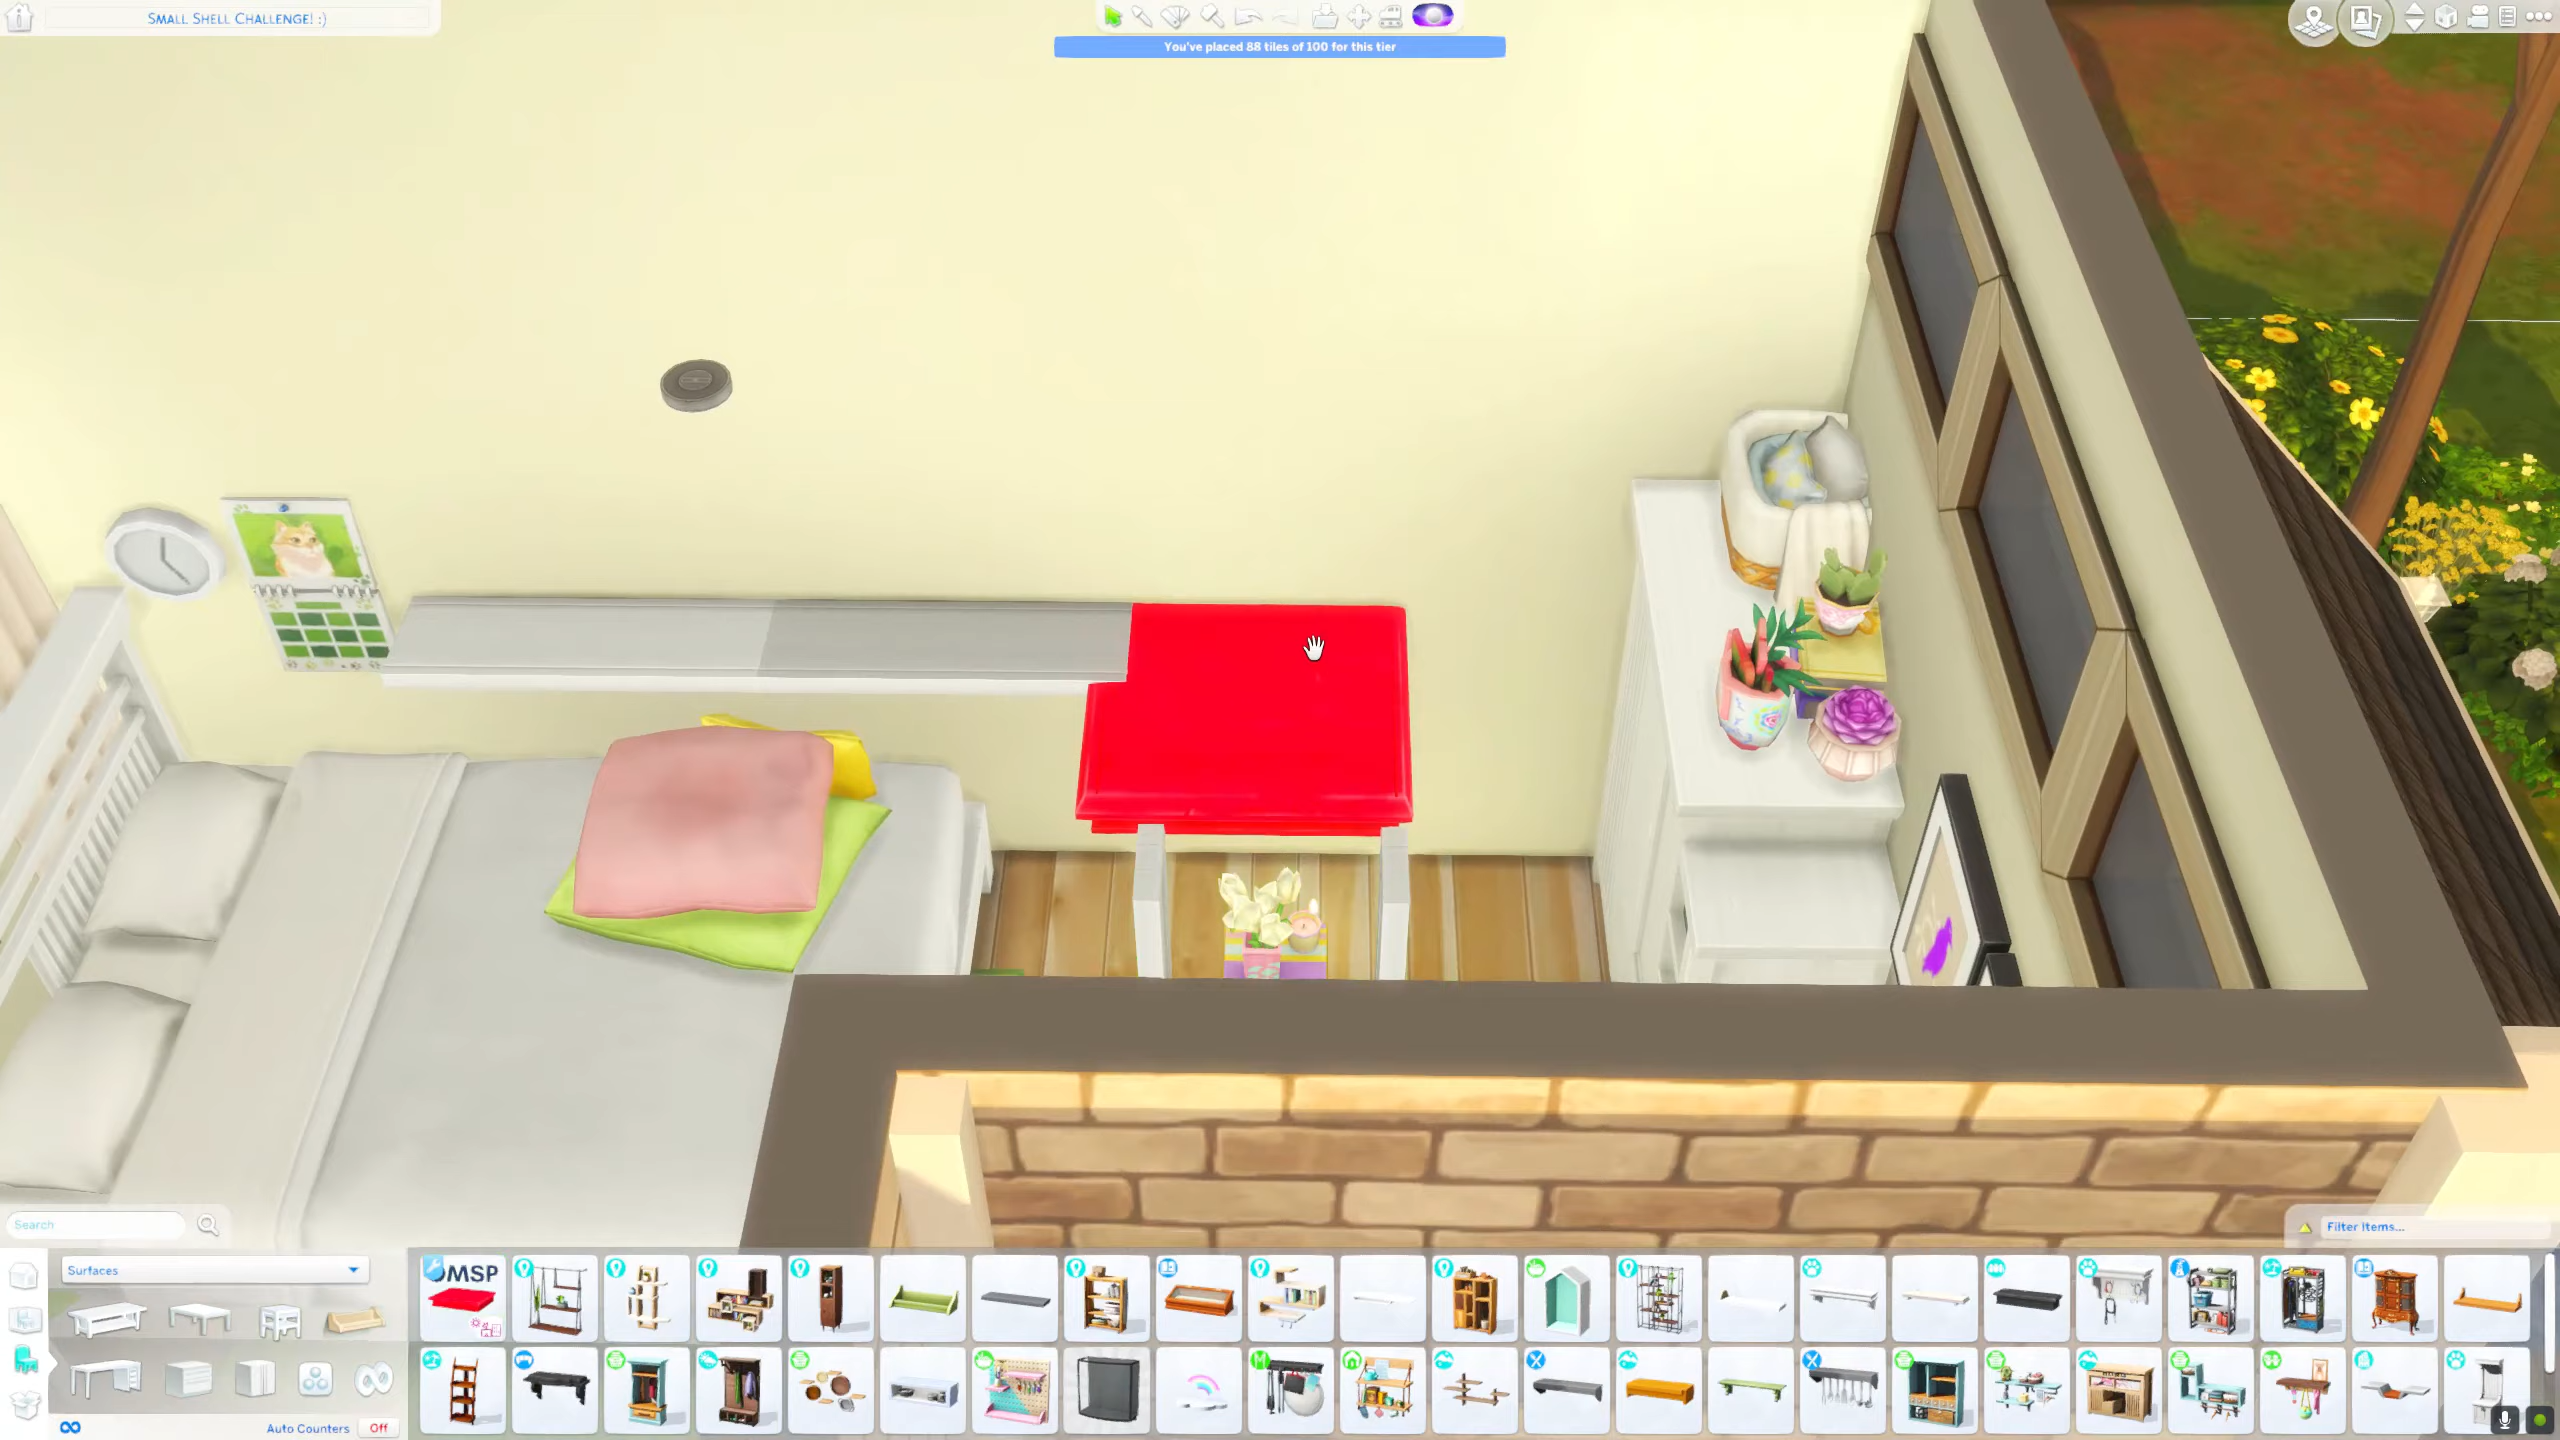 SMALL SHELL CHALLENGE! :)
You've placed 88 tiles of 100 for this tier
Search
Filter Items...
Surfaces
OMSP
Auto Counters
Off